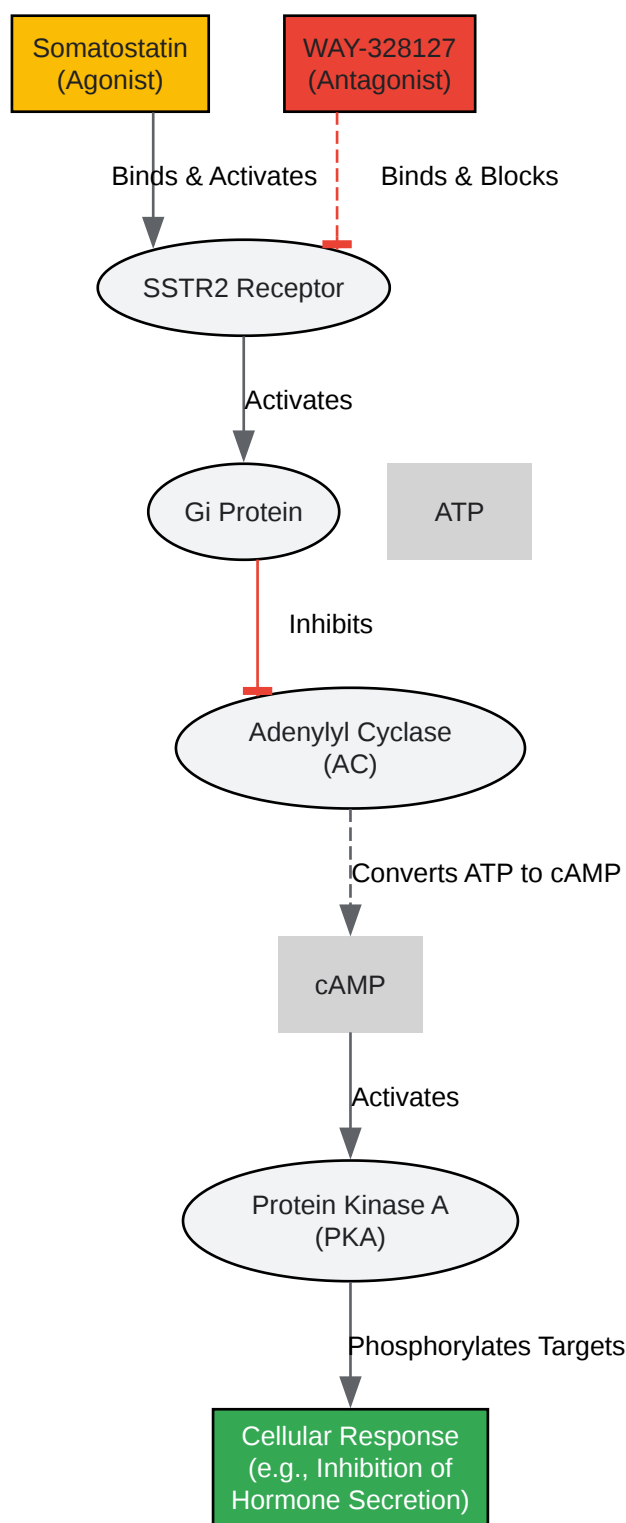 Somatostatin
(Agonist)
WAY-328127
(Antagonist)
Binds & Activates
Binds & Blocks
SSTR2 Receptor
Activates
Gi Protein
ATP
Inhibits
Adenylyl Cyclase
(AC)
Converts ATP to cAMP
cAMP
Activates
Protein Kinase A
(PKA)
Phosphorylates Targets
Cellular Response
(e.g., Inhibition of
Hormone Secretion)